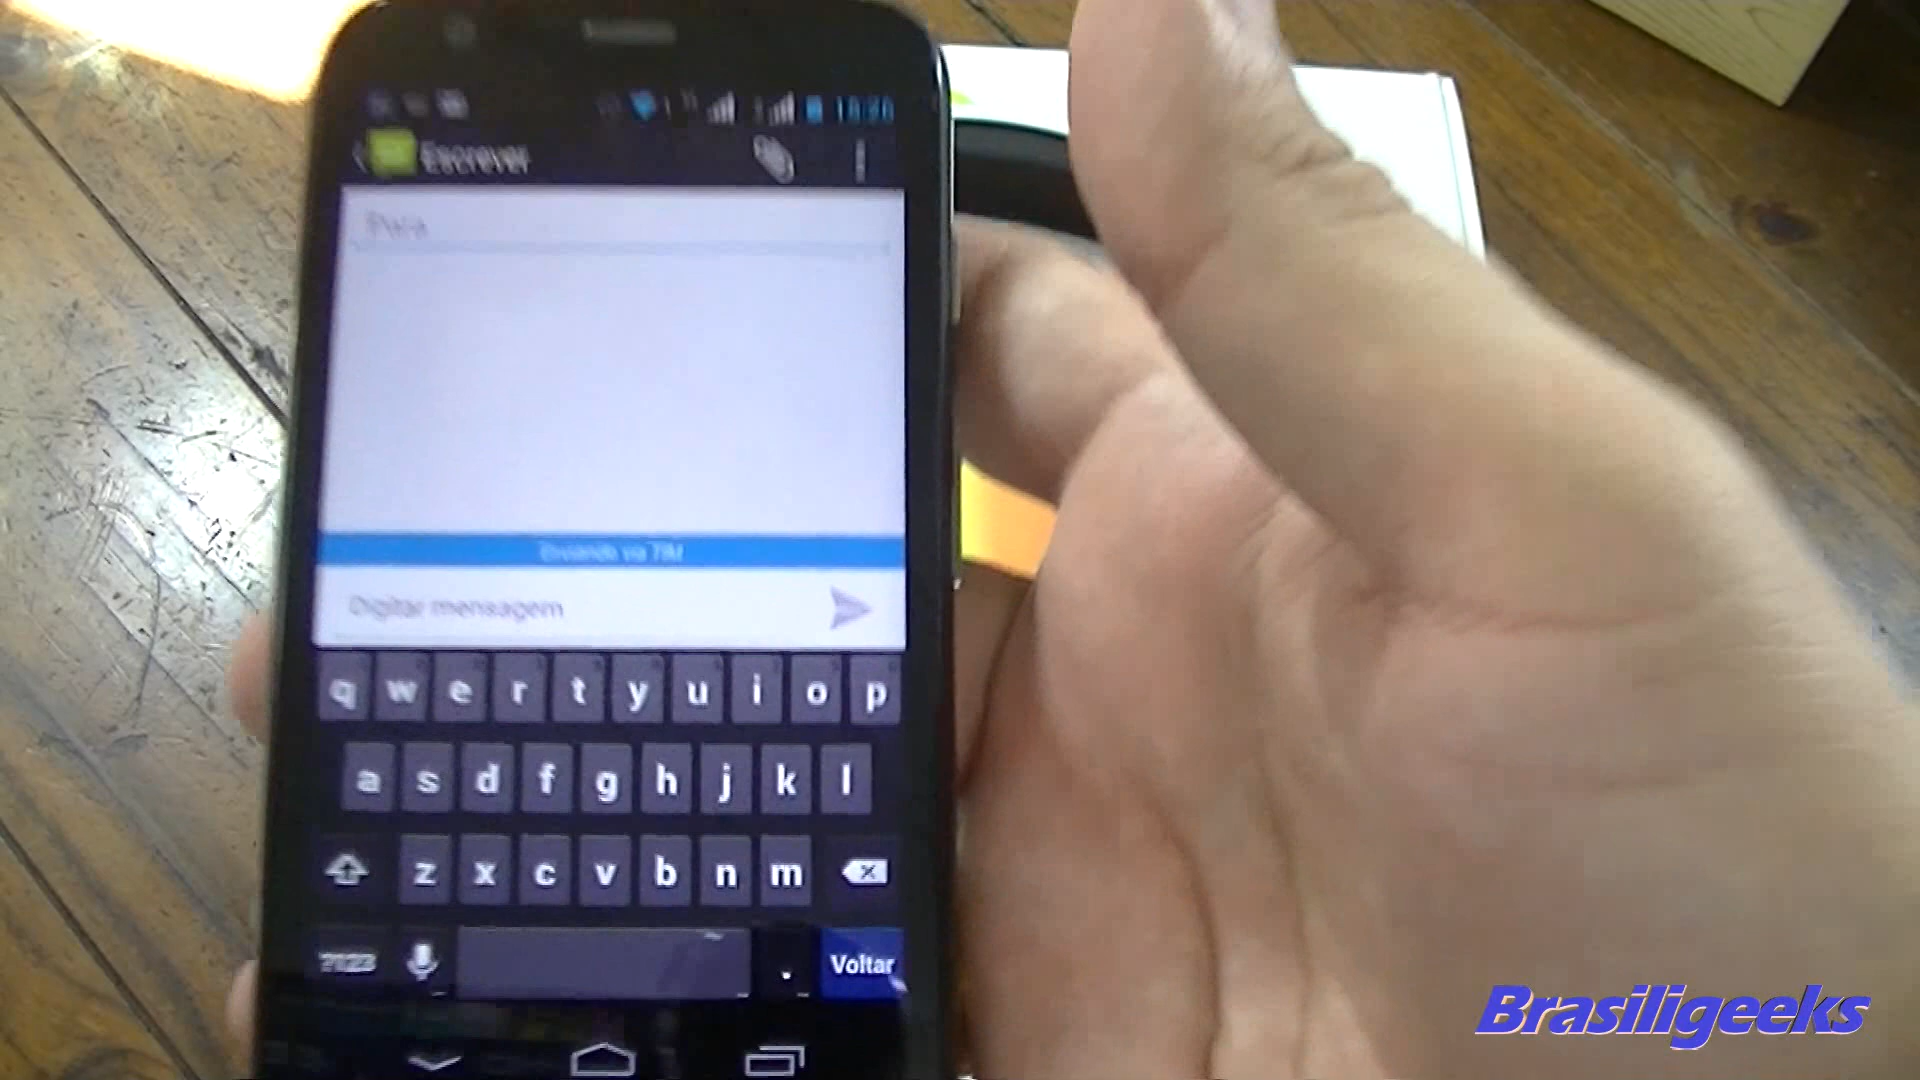 Escrever
Para
Enviando via TIM
Digitar mensagem
q w e r t y u i o p
a s d f g h j k l
z x c v b n m
?123 . Voltar
Brasiligeeks